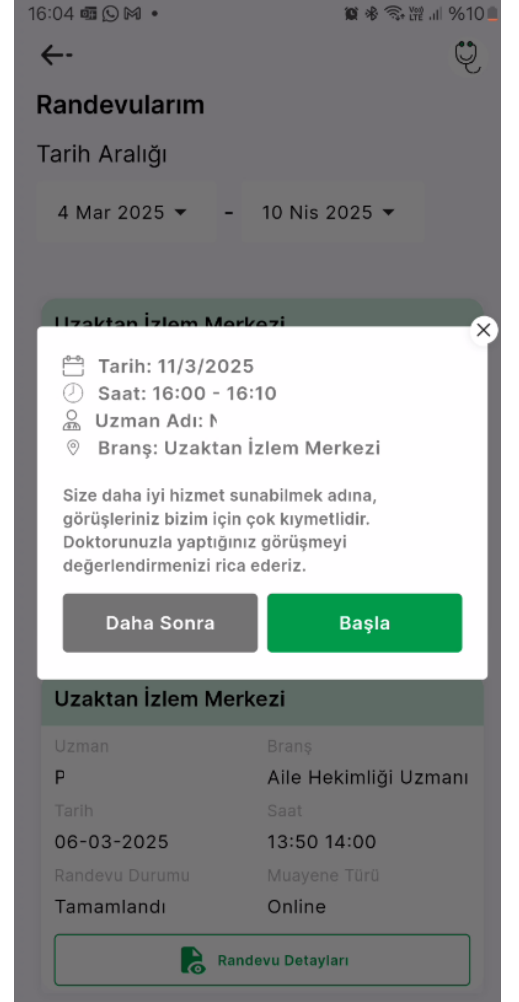 16:04
%10
Randevularım
Tarih Aralığı
4 Mar 2025 - 10 Nis 2025
Uzaktan İzlem Merkezi
Tarih: 11/3/2025
Saat: 16:00 - 16:10
Uzman Adı: N
Branş: Uzaktan İzlem Merkezi
Size daha iyi hizmet sunabilmek adına,
görüşleriniz bizim için çok kıymetlidir.
Doktorunuzla yaptığınız görüşmeyi
değerlendirmenizi rica ederiz.
Daha Sonra
Başla
Uzaktan İzlem Merkezi
Uzman Branş
P Aile Hekimliği Uzmanı
Tarih Saat
06-03-2025 13:50 14:00
Randevu Durumu Muayene Türü
Tamamlandı Online
Randevu Detayları